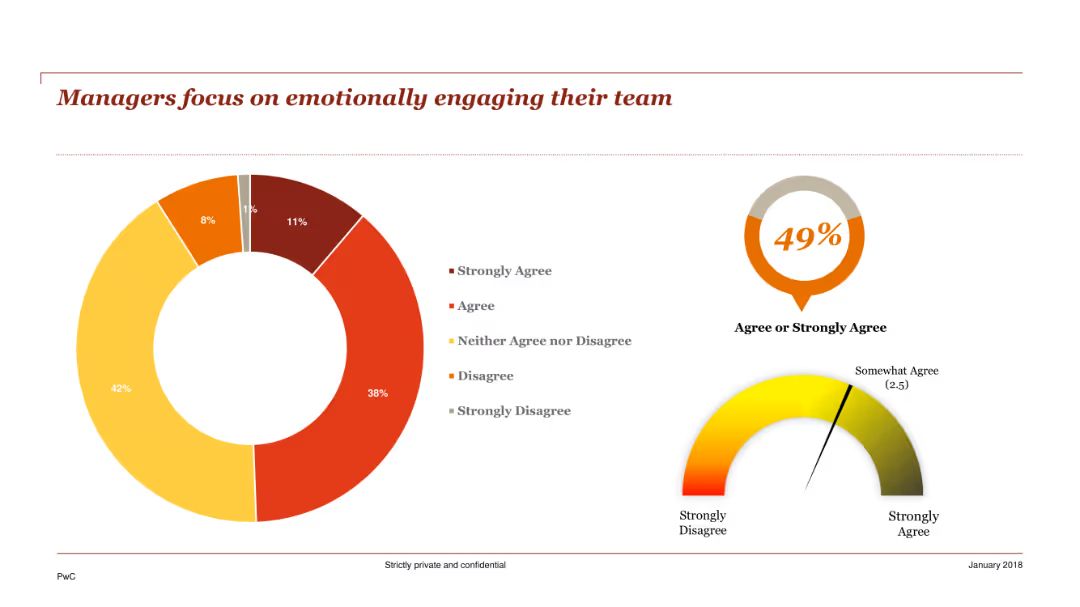 Managers focus on emotionally engaging their team
8%
1%
11%
42%
38%
Strongly Agree
Agree
Neither Agree nor Disagree
Disagree
Strongly Disagree
49%
Agree or Strongly Agree
Somewhat Agree
(2.5)
Strongly
Disagree
Strongly
Agree
Strictly private and confidential
January 2018
PwC